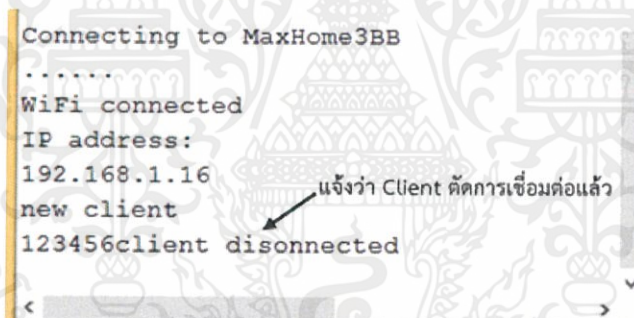 Connecting to MaxHome3BB
......
WiFi connected
IP address:
192.168.1.16
แจ้งว่า Client ตัดการเชื่อมต่อแล้ว
new client
123456client disonnected